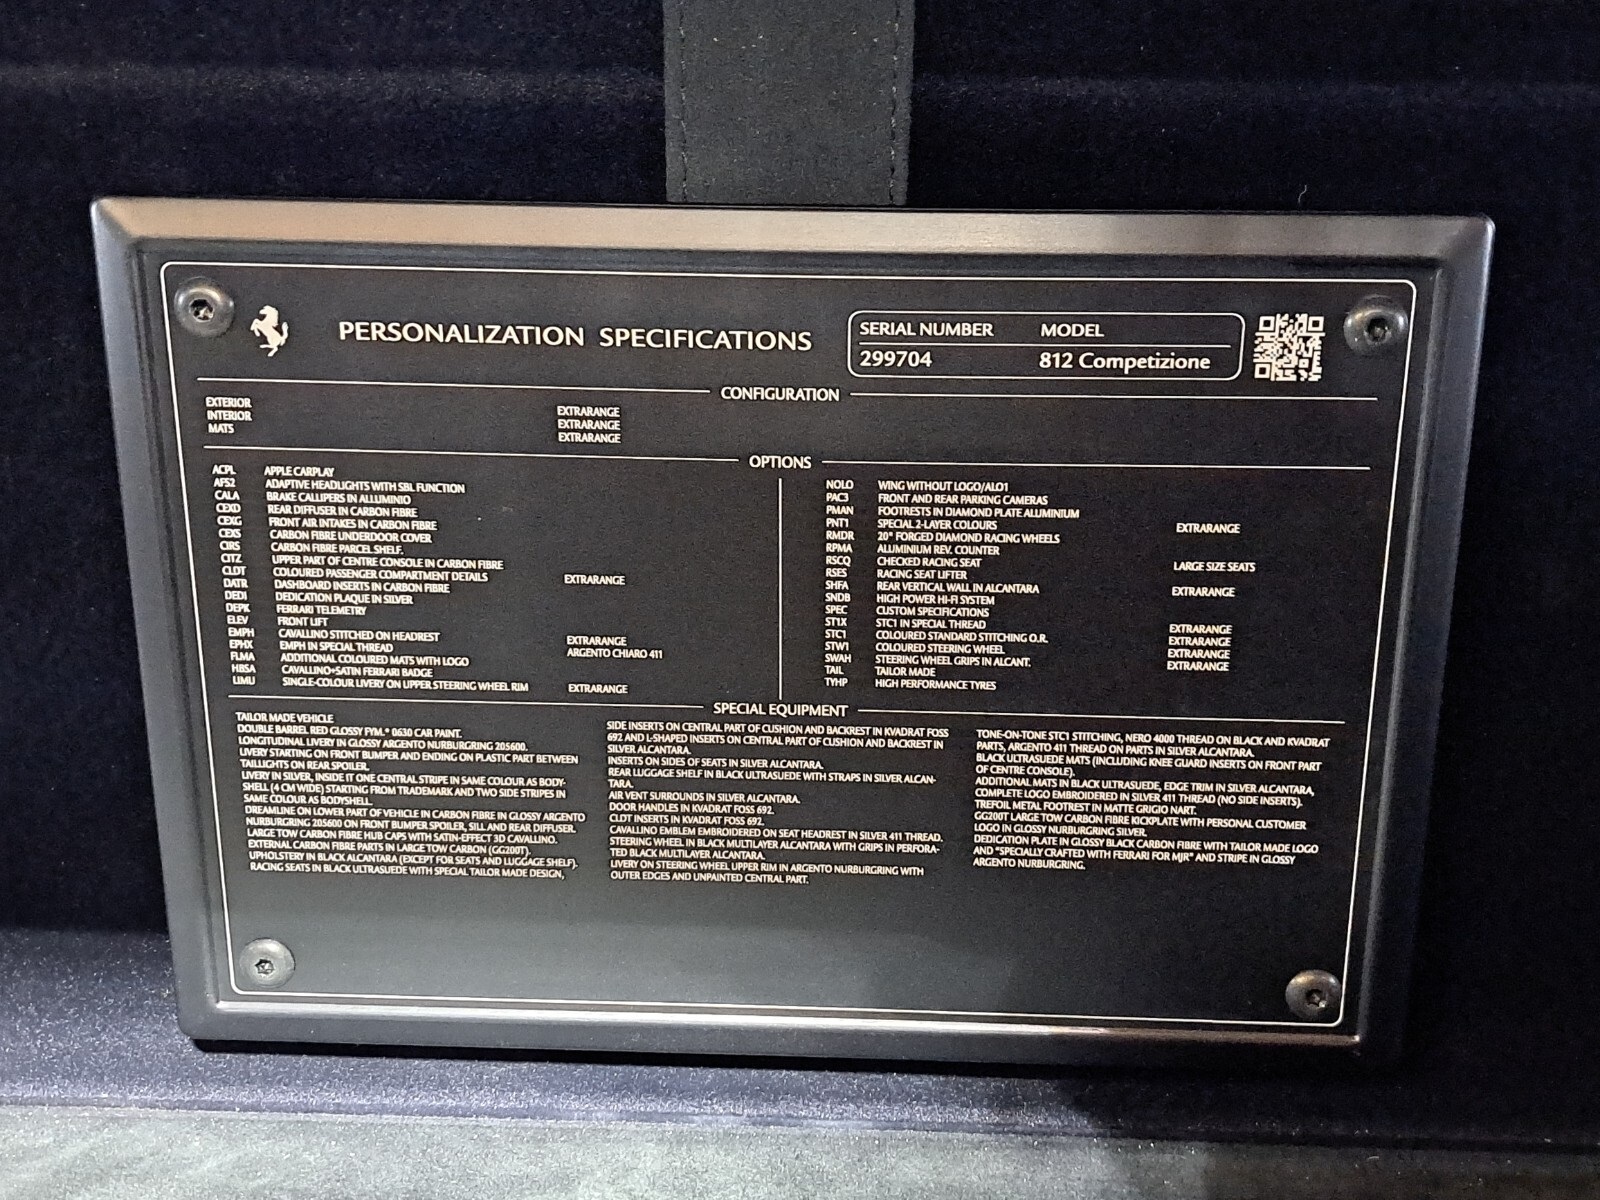 PERSONALIZATION SPECIFICATIONS
SERIAL NUMBER MODEL
299704 812 Competizione
CONFIGURATION
EXTERIOR EXTRARANGE
INTERIOR EXTRARANGE
MATS EXTRARANGE
OPTIONS
ACPL APPLE CARPLAY
AFS2 ADAPTIVE HEADLIGHTS WITH SBL FUNCTION
CALA BRAKE CALLIPERS IN ALLUMINIO
CEXD REAR DIFFUSER IN CARBON FIBRE
CEXG FRONT AIR INTAKES IN CARBON FIBRE
CEXS CARBON FIBRE UNDERDOOR COVER
CIRS CARBON FIBRE PARCEL SHELF.
CITZ UPPER PART OF CENTRE CONSOLE IN CARBON FIBRE
CLDT COLOURED PASSENGER COMPARTMENT DETAILS EXTRARANGE
DATR DASHBOARD INSERTS IN CARBON FIBRE
DEDI DEDICATION PLAQUE IN SILVER
DEPK FERRARI TELEMETRY
ELEV FRONT LIFT
EMPH CAVALLINO STITCHED ON HEADREST EXTRARANGE
EPHX EMPH IN SPECIAL THREAD ARGENTO CHIARO 411
FLMA ADDITIONAL COLOURED MATS WITH LOGO
HBSA CAVALLINO+SATIN FERRARI BADGE
LIMU SINGLE-COLOUR LIVERY ON UPPER STEERING WHEEL RIM EXTRARANGE
NOLO WING WITHOUT LOGO/ALO1
PAC3 FRONT AND REAR PARKING CAMERAS
PMAN FOOTRESTS IN DIAMOND PLATE ALUMINIUM
PNT1 SPECIAL 2-LAYER COLOURS EXTRARANGE
RMDR 20" FORGED DIAMOND RACING WHEELS
RPMA ALUMINIUM REV. COUNTER
RSCQ CHECKED RACING SEAT LARGE SIZE SEATS
RSES RACING SEAT LIFTER
SHFA REAR VERTICAL WALL IN ALCANTARA EXTRARANGE
SNDB HIGH POWER HI-FI SYSTEM
SPEC CUSTOM SPECIFICATIONS
ST1X STC1 IN SPECIAL THREAD EXTRARANGE
STC1 COLOURED STANDARD STITCHING O.R. EXTRARANGE
STW1 COLOURED STEERING WHEEL EXTRARANGE
SWAH STEERING WHEEL GRIPS IN ALCANT. EXTRARANGE
TAIL TAILOR MADE
TYHP HIGH PERFORMANCE TYRES
SPECIAL EQUIPMENT
TAILOR MADE VEHICLE
DOUBLE BARREL RED GLOSSY FYM.* 0630 CAR PAINT.
LONGITUDINAL LIVERY IN GLOSSY ARGENTO NURBURGRING 205600.
LIVERY STARTING ON FRONT BUMPER AND ENDING ON PLASTIC PART BETWEEN
TAILLIGHTS ON REAR SPOILER.
LIVERY IN SILVER, INSIDE IT ONE CENTRAL STRIPE IN SAME COLOUR AS BODY-
SHELL (4 CM WIDE) STARTING FROM TRADEMARK AND TWO SIDE STRIPES IN
SAME COLOUR AS BODYSHELL.
DREAMLINE ON LOWER PART OF VEHICLE IN CARBON FIBRE IN GLOSSY ARGENTO
NURBURGRING 205600 ON FRONT BUMPER SPOILER, SILL AND REAR DIFFUSER.
LARGE TOW CARBON FIBRE HUB CAPS WITH SATIN-EFFECT 3D CAVALLINO.
EXTERNAL CARBON FIBRE PARTS IN LARGE TOW CARBON (GG200T).
UPHOLSTERY IN BLACK ALCANTARA (EXCEPT FOR SEATS AND LUGGAGE SHELF).
RACING SEATS IN BLACK ULTRASUEDE WITH SPECIAL TAILOR MADE DESIGN,
SIDE INSERTS ON CENTRAL PART OF CUSHION AND BACKREST IN KVADRAT FOSS
692 AND L-SHAPED INSERTS ON CENTRAL PART OF CUSHION AND BACKREST IN
SILVER ALCANTARA.
INSERTS ON SIDES OF SEATS IN SILVER ALCANTARA.
REAR LUGGAGE SHELF IN BLACK ULTRASUEDE WITH STRAPS IN SILVER ALCAN-
TARA.
AIR VENT SURROUNDS IN SILVER ALCANTARA.
DOOR HANDLES IN KVADRAT FOSS 692.
CLDT INSERTS IN KVADRAT FOSS 692.
CAVALLINO EMBLEM EMBROIDERED ON SEAT HEADREST IN SILVER 411 THREAD.
STEERING WHEEL IN BLACK MULTILAYER ALCANTARA WITH GRIPS IN PERFORA-
TED BLACK MULTILAYER ALCANTARA.
LIVERY ON STEERING WHEEL UPPER RIM IN ARGENTO NURBURGRING WITH
OUTER EDGES AND UNPAINTED CENTRAL PART.
TONE-ON-TONE STC1 STITCHING, NERO 4000 THREAD ON BLACK AND KVADRAT
PARTS, ARGENTO 411 THREAD ON PARTS IN SILVER ALCANTARA.
BLACK ULTRASUEDE MATS (INCLUDING KNEE GUARD INSERTS ON FRONT PART
OF CENTRE CONSOLE).
ADDITIONAL MATS IN BLACK ULTRASUEDE, EDGE TRIM IN SILVER ALCANTARA,
COMPLETE LOGO EMBROIDERED IN SILVER 411 THREAD (NO SIDE INSERTS).
TREFOIL METAL FOOTREST IN MATTE GRIGIO NART.
GG200T LARGE TOW CARBON FIBRE KICKPLATE WITH PERSONAL CUSTOMER
LOGO IN GLOSSY NURBURGRING SILVER.
DEDICATION PLATE IN GLOSSY BLACK CARBON FIBRE WITH TAILOR MADE LOGO
AND "SPECIALLY CRAFTED WITH FERRARI FOR MJR" AND STRIPE IN GLOSSY
ARGENTO NURBURGRING.